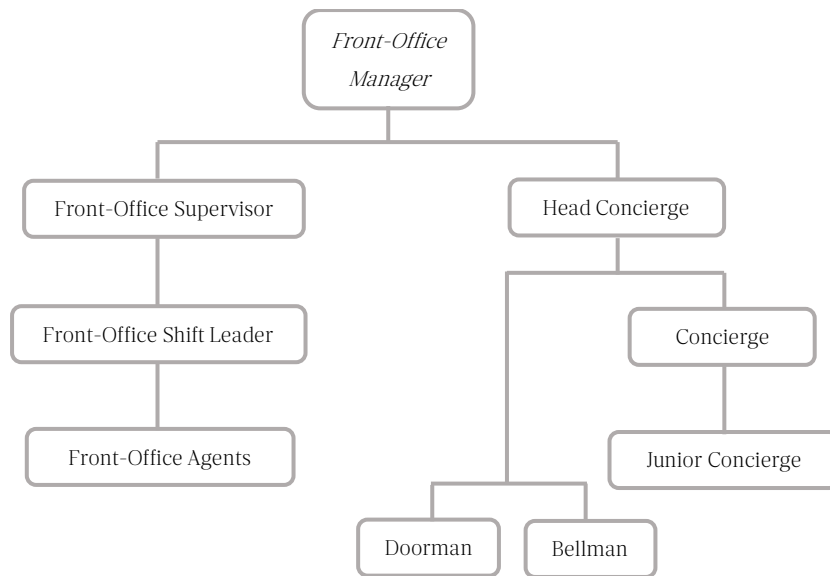 Front-Office
Manager
Front-Office Supervisor
Head Concierge
Front-Office Shift Leader
Concierge
Front-Office Agents
Junior Concierge
Doorman
Bellman